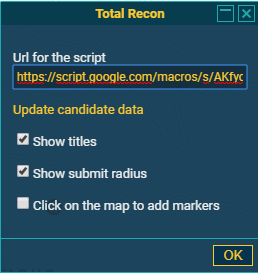 Total Recon
Url for the script
https://script.google.com/macros/s/AKfyc
Update candidate data
Show titles
Show submit radius
Click on the map to add markers
OK